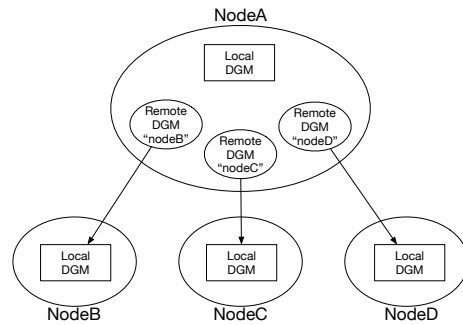 NodeA
Local
DGM
Remote
DGM
“nodeB”
Remote
DGM
“nodeC”
Remote
DGM
“nodeD”
Local
DGM
NodeB
Local
DGM
NodeC
Local
DGM
NodeD